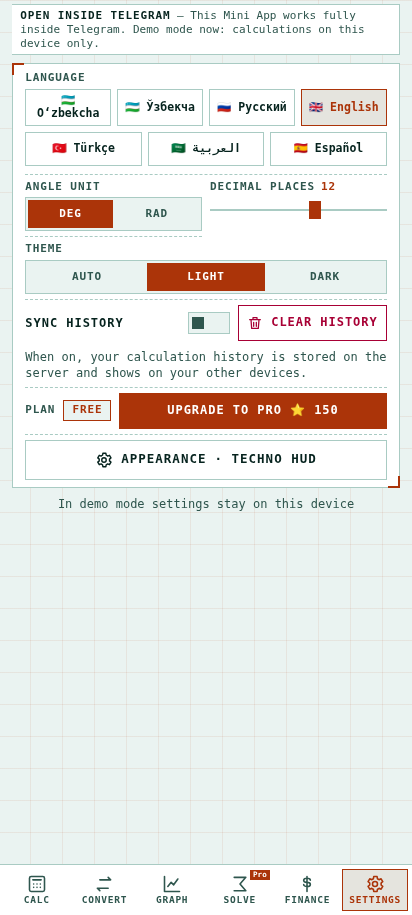 OPEN INSIDE TELEGRAM — This Mini App works fully
inside Telegram. Demo mode now: calculations on this
device only.
LANGUAGE
🇺🇿 Oʻzbekcha
🇺🇿 Ўзбекча
🇷🇺 Русский
🇬🇧 English
🇹🇷 Türkçe
🇸🇦 العربية
🇪🇸 Español
ANGLE UNIT
DECIMAL PLACES 12
DEG
RAD
THEME
AUTO
LIGHT
DARK
SYNC HISTORY
CLEAR HISTORY
When on, your calculation history is stored on the
server and shows on your other devices.
PLAN
FREE
UPGRADE TO PRO ⭐ 150
APPEARANCE · TECHNO HUD
In demo mode settings stay on this device
CALC
CONVERT
GRAPH
SOLVE
Pro
FINANCE
SETTINGS